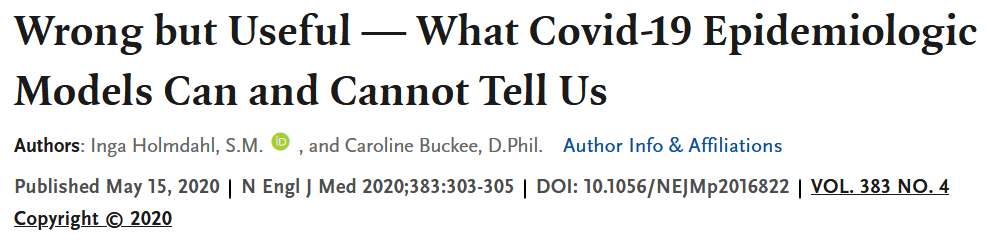 Wrong but Useful — What Covid-19 Epidemiologic
Models Can and Cannot Tell Us
Authors: Inga Holmdahl, S.M. iD , and Caroline Buckee, D.Phil. Author Info & Affiliations
Published May 15, 2020 | N Engl J Med 2020;383:303-305 | DOI: 10.1056/NEJMp2016822 | VOL. 383 NO. 4
Copyright © 2020